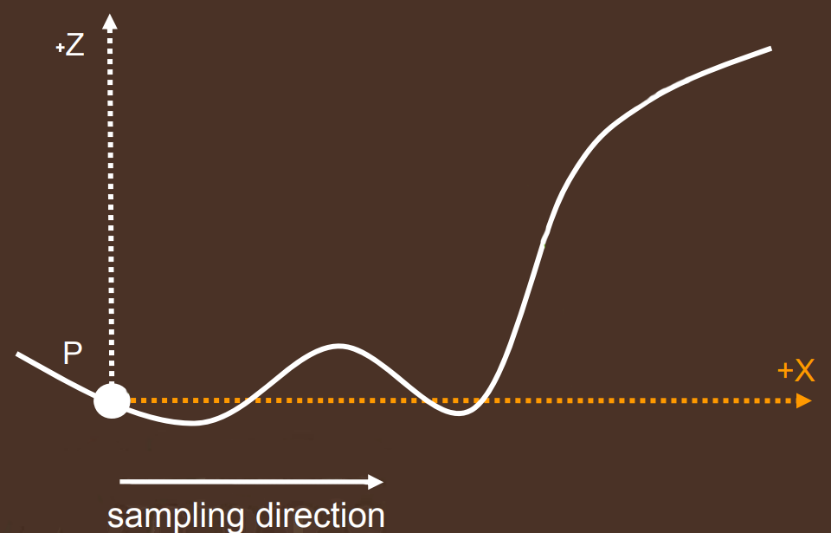 +Z
P
+X
sampling direction